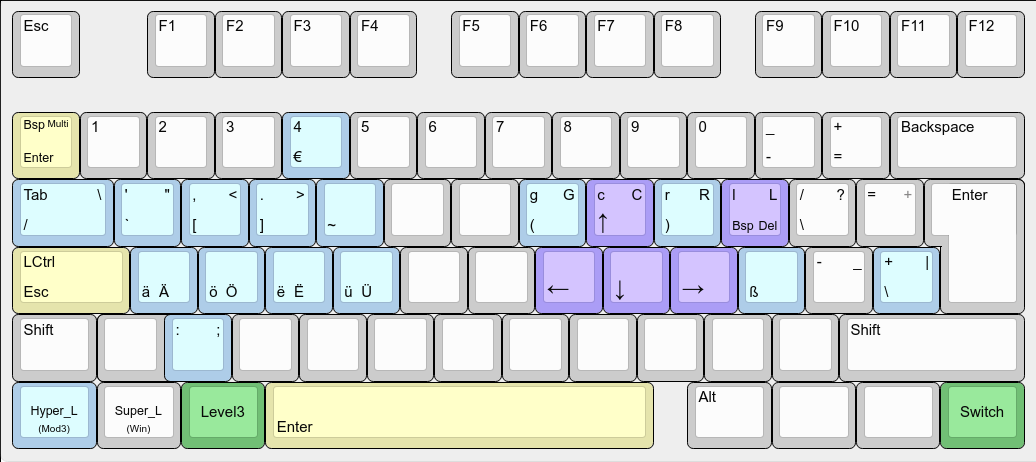 Esc F1 F2 F3 F4 F5 F6 F7 F8 F9 F10 F11 F12
Bsp Multi 1 2 3 4 5 6 7 8 9 0 _ + Backspace
Enter € - =
Tab \ ' " , < . > g G c C r R l L / ? = + Enter
/ ` [ ] ~ ( ↑ ) Bsp Del \
LCtrl - _ + |
Esc ä Ä ö Ö ë Ë ü Ü ← ↓ → ß \
Shift : ; Shift
Hyper_L Super_L Level3 Alt Switch
(Mod3) (Win) Enter